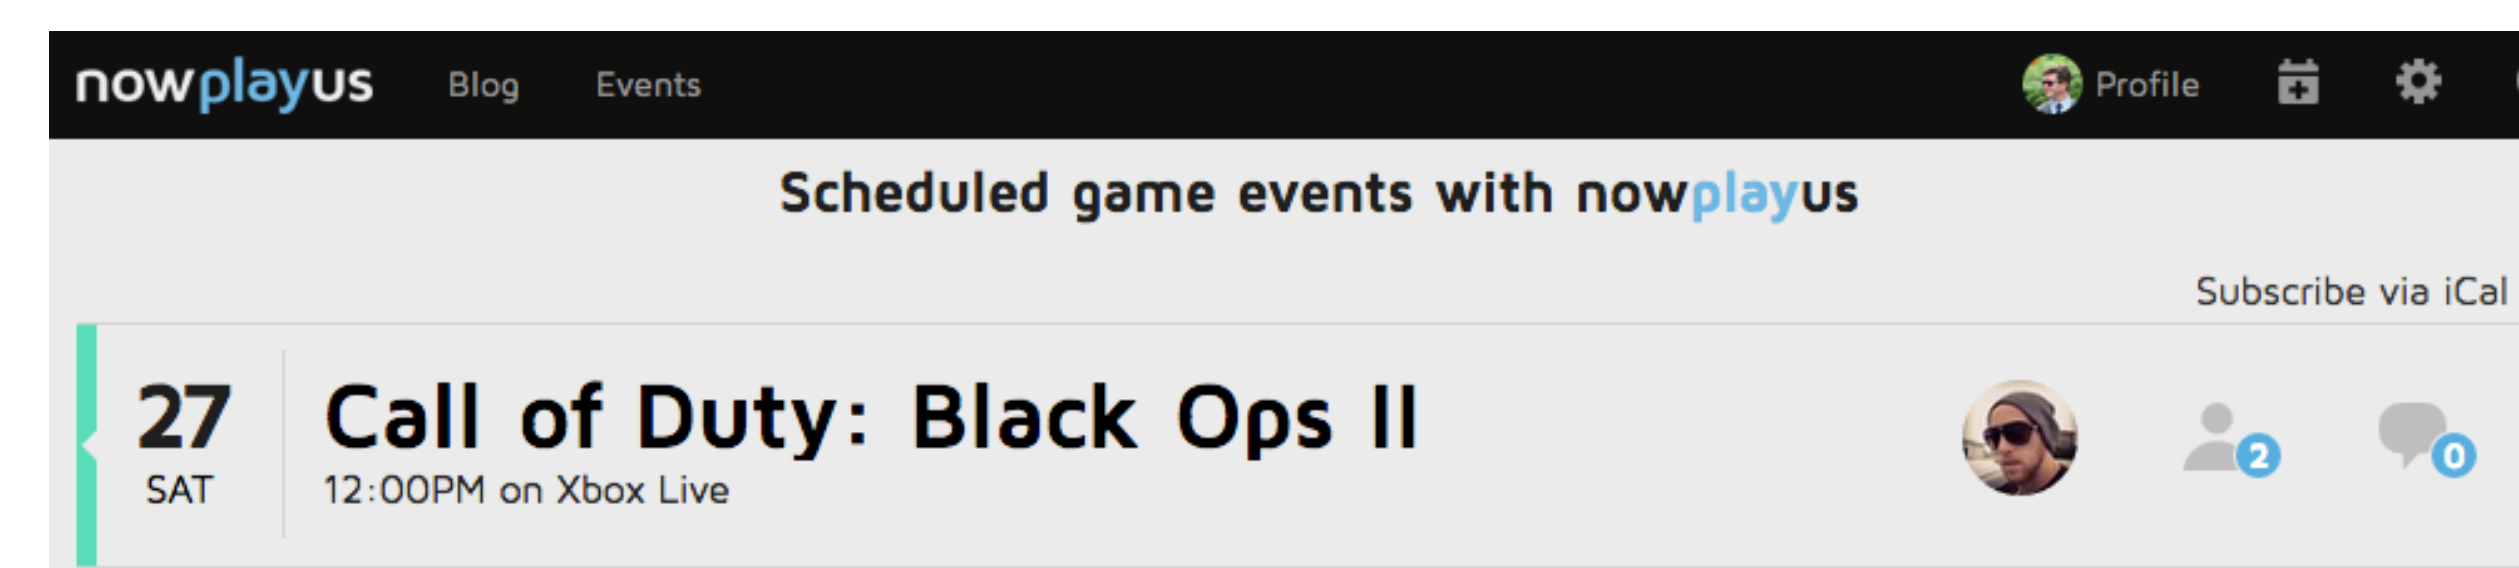 nowplayus Blog Events Profile
Scheduled game events with nowplayus
Subscribe via iCal
27
SAT
Call of Duty: Black Ops II
12:00PM on Xbox Live
2
0